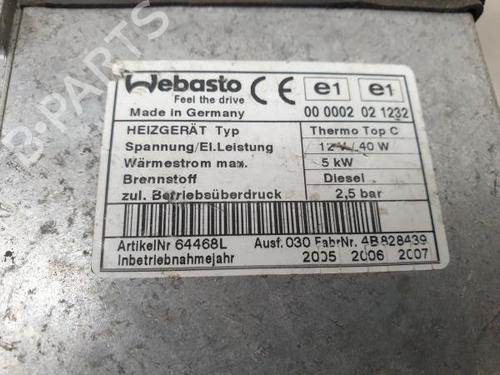 Webasto CE e1 e1
Feel the drive
Made in Germany 00 0002 02 1232
HEIZGERÄT Typ Thermo Top C
Spannung/El.Leistung 12V / 40 W
Wärmestrom max. 5 kW
Brennstoff Diesel
zul. Betriebsüberdruck 2,5 bar
ArtikelNr 64468L Ausf. 030 FabrNr. 4B828439
Inbetriebnahmejahr 2005 2006 2007
B-PARTS